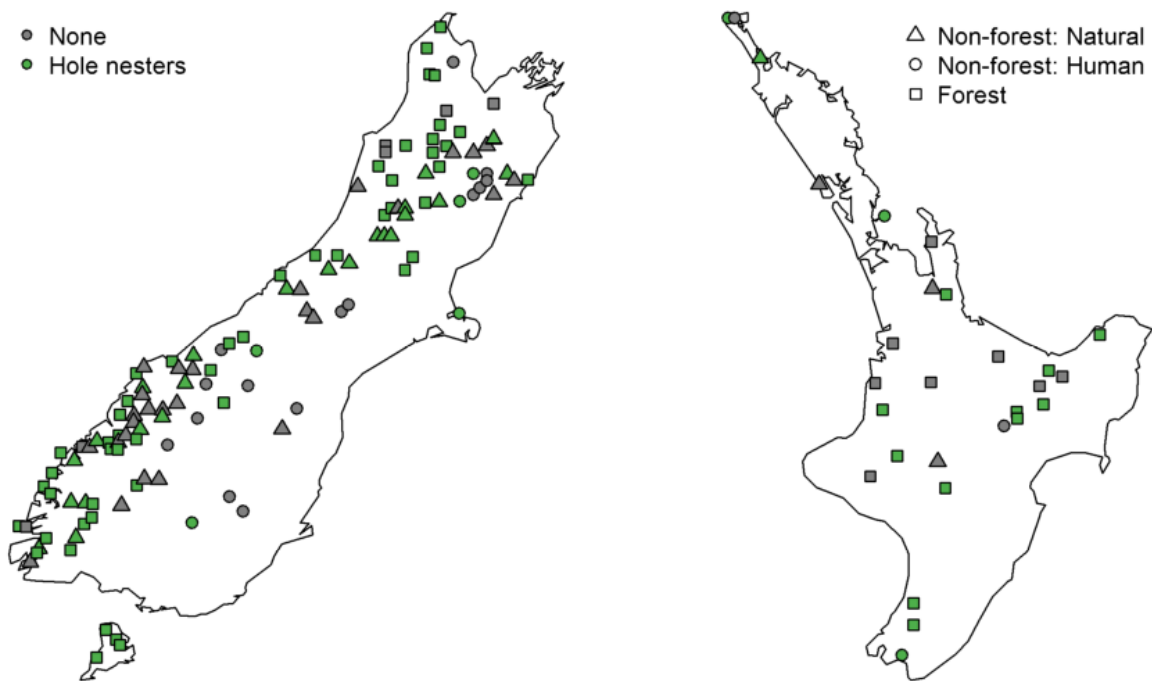 None
Hole nesters
Non-forest: Natural
Non-forest: Human
Forest